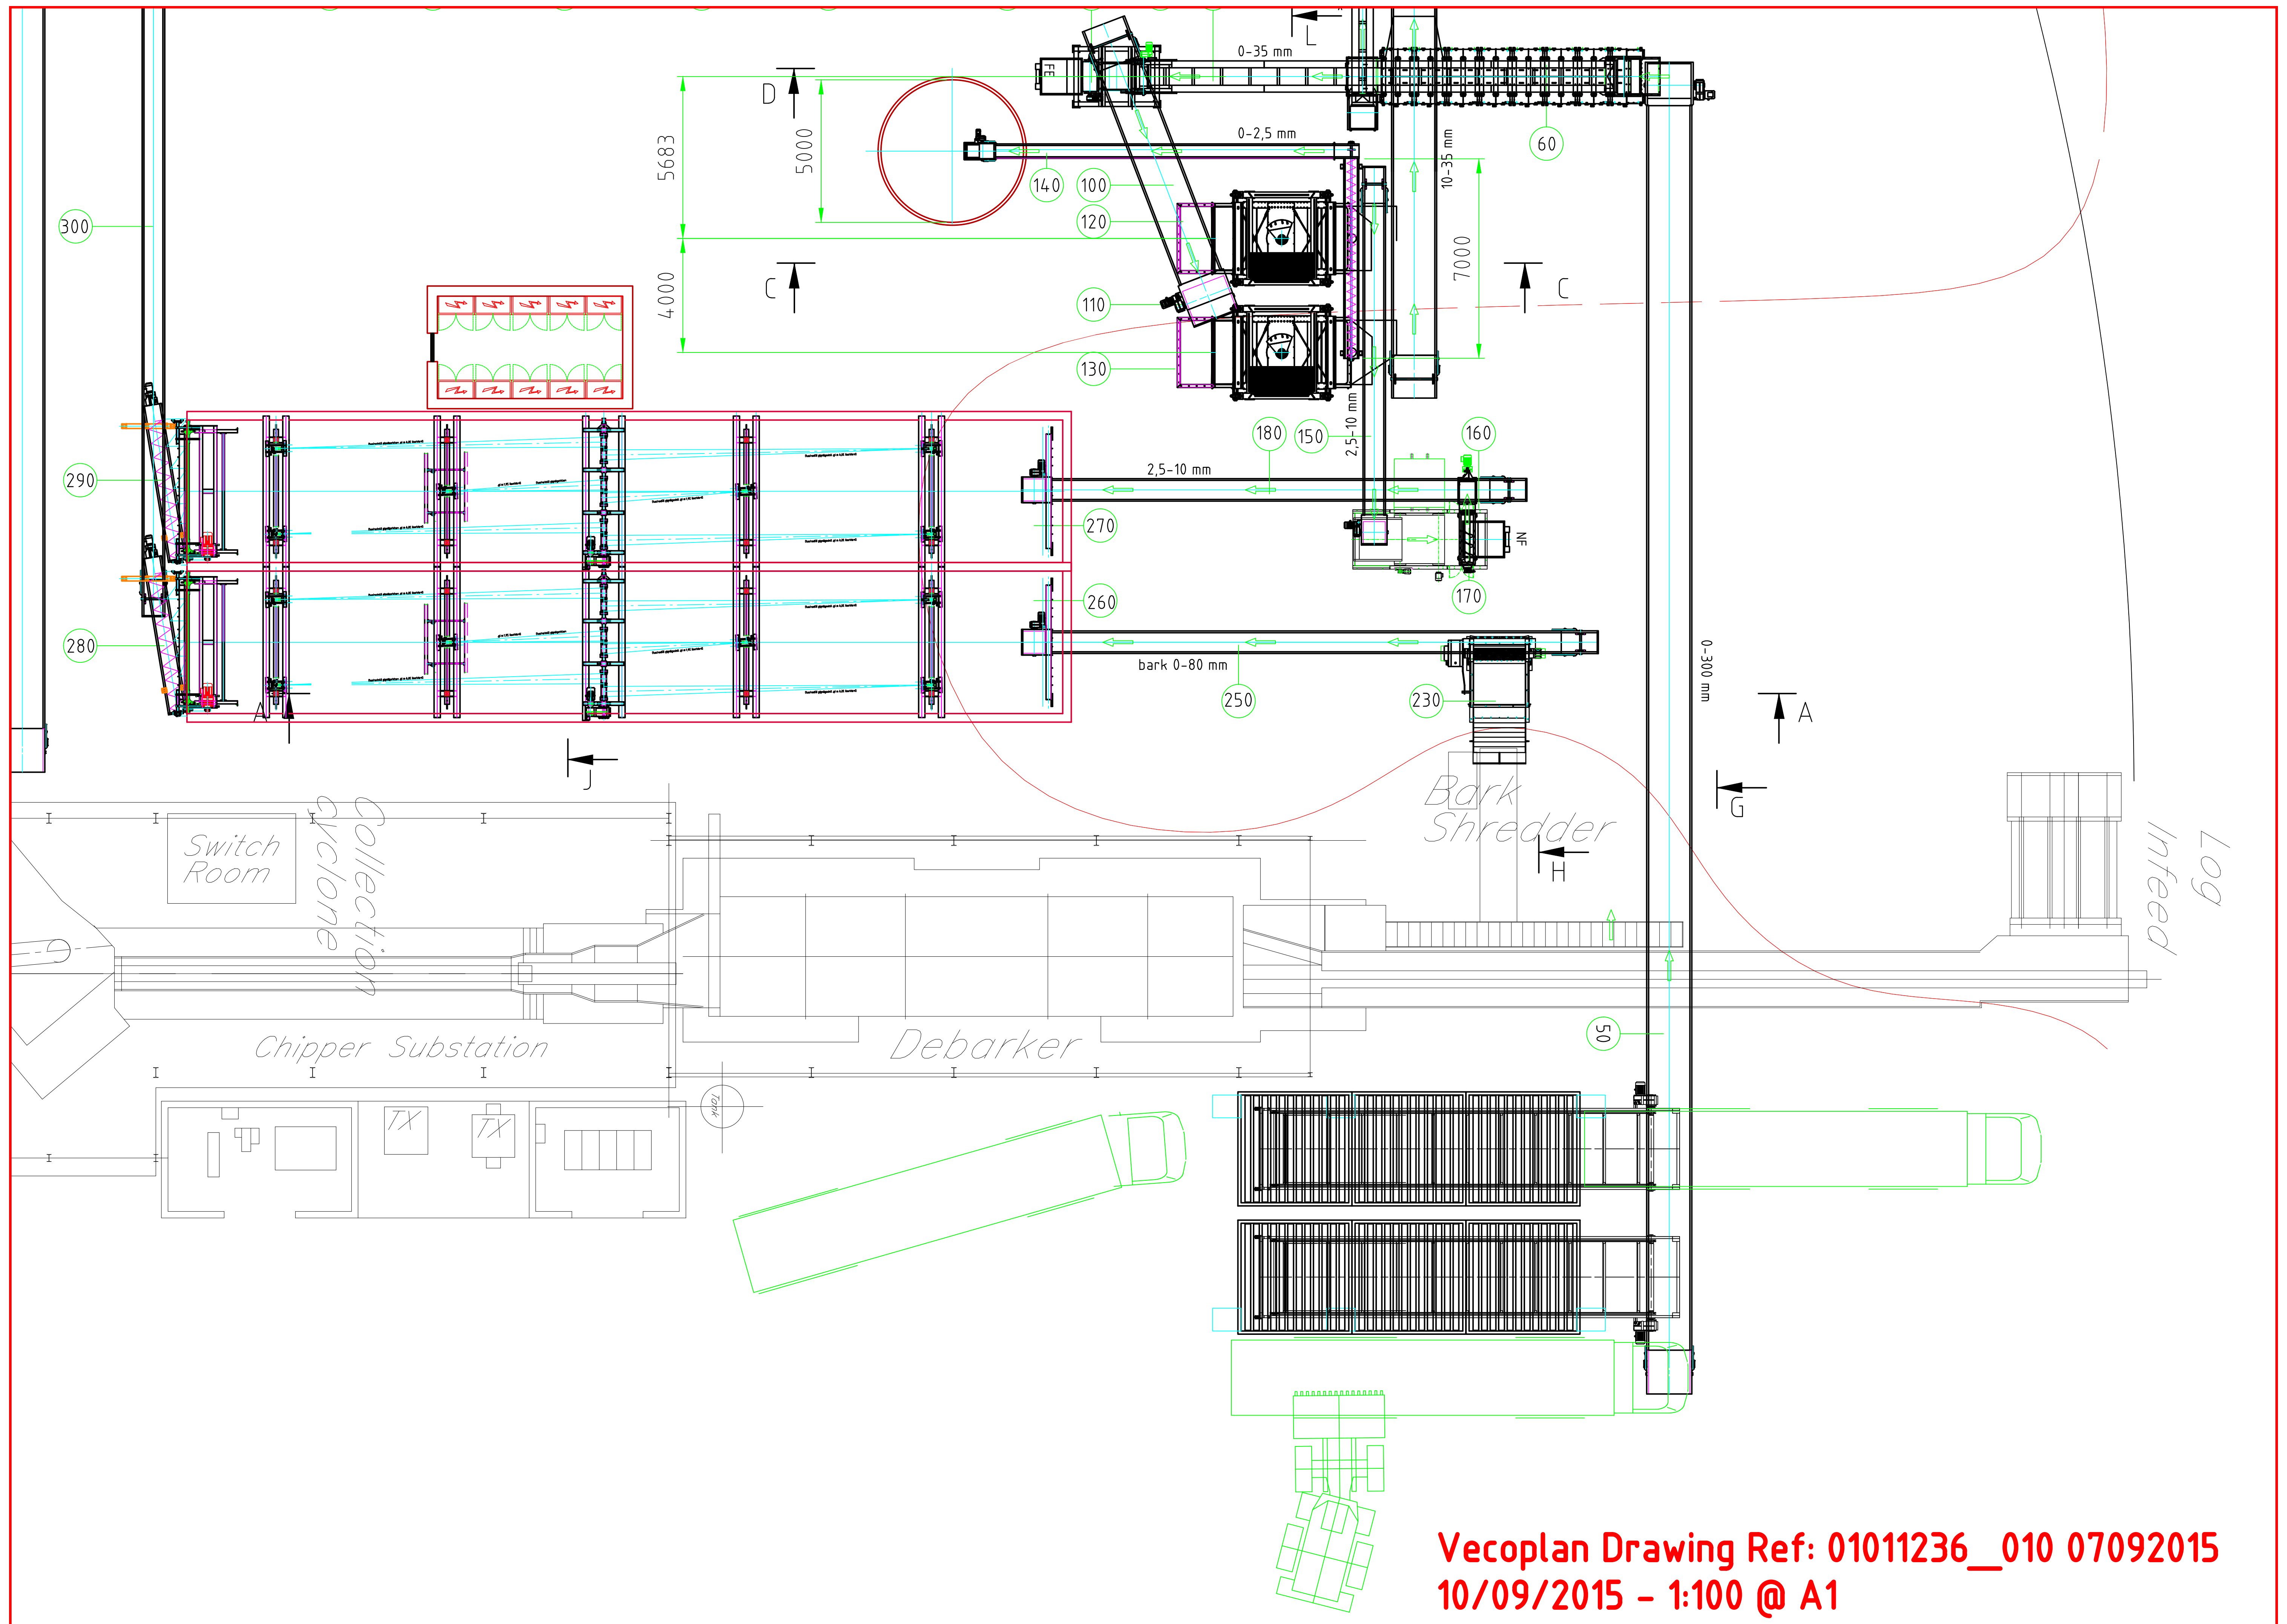 L
0-35 mm
FE
D
5683
5000
0-2,5 mm
60
10-35 mm
140
100
120
300
4000
C
7000
C
110
130
2,5-10 mm
180
150
160
290
2,5-10 mm
270
NF
260
170
280
bark 0-80 mm
250
230
0-300 mm
A
A
J
G
Bark
Shredder
H
Switch
Room
Collection
cyclone
Log
Infeed
50
Chipper Substation
Debarker
Tank
TX
TX
Vecoplan Drawing Ref: 01011236_010 07092015
10/09/2015 - 1:100 @ A1